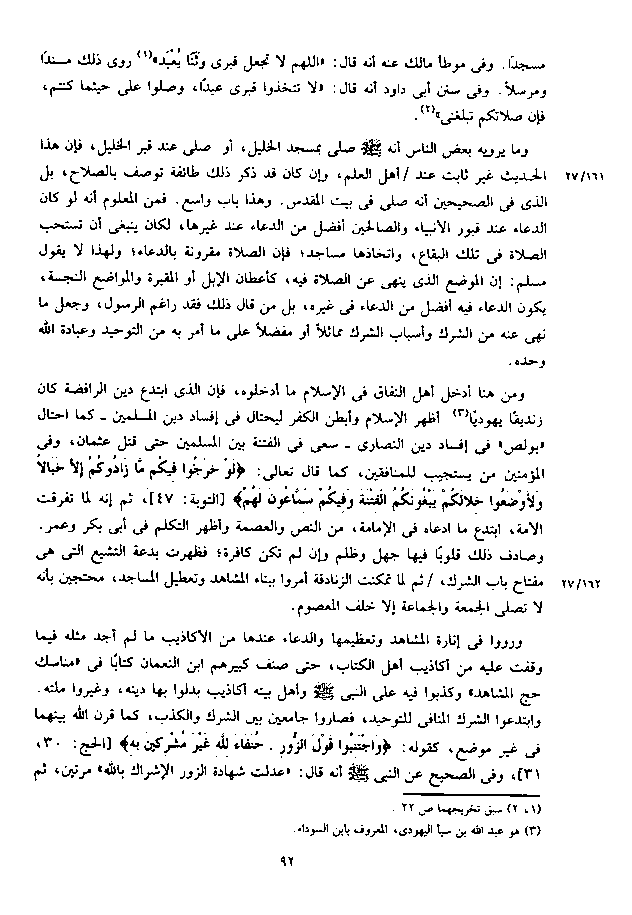 مسجدًا. وفى موطأ مالك عنه أنه قال: «اللهم لا تجعل قبرى وثنًا يُعْبَد»(١) روى ذلك مسندًا
ومرسلاً. وفى سنن أبى داود أنه قال: «لا تتخذوا قبرى عيدًا، وصلوا على حيثما كنتم،
فإن صلاتكم تبلغنى»(٢).
وما يرويه بعض الناس أنه ﷺ صلى بمسجد الخليل، أو صلى عند قبر الخليل، فإن هذا
٢٧/١٦١ الحديث غير ثابت عند / أهل العلم، وإن كان قد ذكر ذلك طائفة توصف بالصلاح، بل
الذى فى الصحيحين أنه صلى فى بيت المقدس. وهذا باب واسع. فمن المعلوم أنه لو كان
الدعاء عند قبور الأنبياء والصالحين أفضل من الدعاء عند غيرها، لكان ينبغى أن تستحب
الصلاة فى تلك البقاع، واتخاذها مساجد؛ فإن الصلاة مقرونة بالدعاء؛ ولهذا لا يقول
مسلم: إن الموضع الذى ينهى عن الصلاة فيه، كأعطان الإبل أو المقبرة والمواضع النجسة،
يكون الدعاء فيه أفضل من الدعاء فى غيره، بل من قال ذلك فقد راغم الرسول، وجعل ما
نهى عنه من الشرك وأسباب الشرك مماثلاً أو مفضلاً على ما أمر به من التوحيد وعبادة الله
وحده.
ومن هنا أدخل أهل النفاق فى الإسلام ما أدخلوه، فإن الذى ابتدع دين الرافضة كان
زنديقًا يهوديًا(٣) أظهر الإسلام وأبطن الكفر ليحتال فى إفساد دين المسلمين ـ كما احتال
«بولص» فى إفساد دين النصارى ـ سعى فى الفتنة بين المسلمين حتى قتل عثمان، وفى
المؤمنين من يستجيب للمنافقين، كما قال تعالى: ﴿لَوْ خَرَجُوا فِيكُم مَّا زَادُوكُمْ إِلاَّ خَبَالاً
وَلأَوْضَعُوا خِلالَكُمْ يَبْغُونَكُمُ الْفِتْنَةَ وَفِيكُمْ سَمَّاعُونَ لَهُمْ﴾ [التوبة: ٤٧]، ثم إنه لما تفرقت
الامة، ابتدع ما ادعاه فى الإمامة، من النص والعصمة وأظهر التكلم فى أبى بكر وعمر.
وصادف ذلك قلوبًا فيها جهل وظلم وإن لم تكن كافرة؛ فظهرت بدعة التشيع التى هى
٢٧/١٦٢ مفتاح باب الشرك، / ثم لما تمكنت الزنادقة أمروا ببناء المشاهد وتعطيل المساجد، محتجين بأنه
لا تصلى الجمعة والجماعة إلا خلف المعصوم.
ورووا فى إنارة المشاهد وتعظيمها والدعاء عندها من الأكاذيب ما لم أجد مثله فيما
وقفت عليه من أكاذيب أهل الكتاب، حتى صنف كبيرهم ابن النعمان كتابًا فى «مناسك
حج المشاهد» وكذبوا فيه على النبى ﷺ وأهل بيته أكاذيب بدلوا بها دينه، وغيروا ملته.
وابتدعوا الشرك المنافى للتوحيد، فصاروا جامعين بين الشرك والكذب، كما قرن الله بينهما
فى غير موضع، كقوله: ﴿وَاجْتَنِبُوا قَوْلَ الزُّورِ . حُنَفَاءَ لِلَّهِ غَيْرَ مُشْرِكِينَ بِهِ﴾ [الحج: ٣٠،
٣١]، وفى الصحيح عن النبى ﷺ أنه قال: «عدلت شهادة الزور الإشراك بالله» مرتين، ثم
(١، ٢) سبق تخريجهما ص ٢٢ .
(٣) هو عبد الله بن سبأ اليهودى، المعروف بابن السوداء.
٩٢